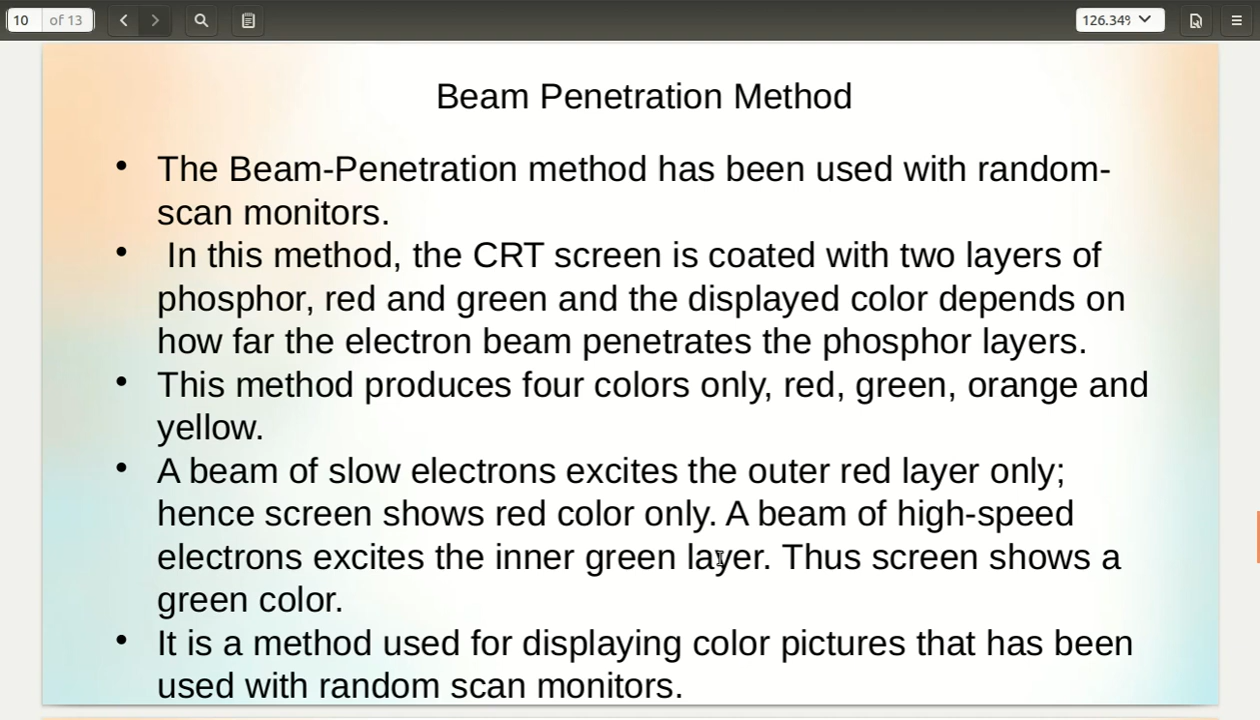 10 of 13 126.34%
Beam Penetration Method
• The Beam-Penetration method has been used with random-
scan monitors.
• In this method, the CRT screen is coated with two layers of
phosphor, red and green and the displayed color depends on
how far the electron beam penetrates the phosphor layers.
• This method produces four colors only, red, green, orange and
yellow.
• A beam of slow electrons excites the outer red layer only;
hence screen shows red color only. A beam of high-speed
electrons excites the inner green layer. Thus screen shows a
green color.
• It is a method used for displaying color pictures that has been
used with random scan monitors.